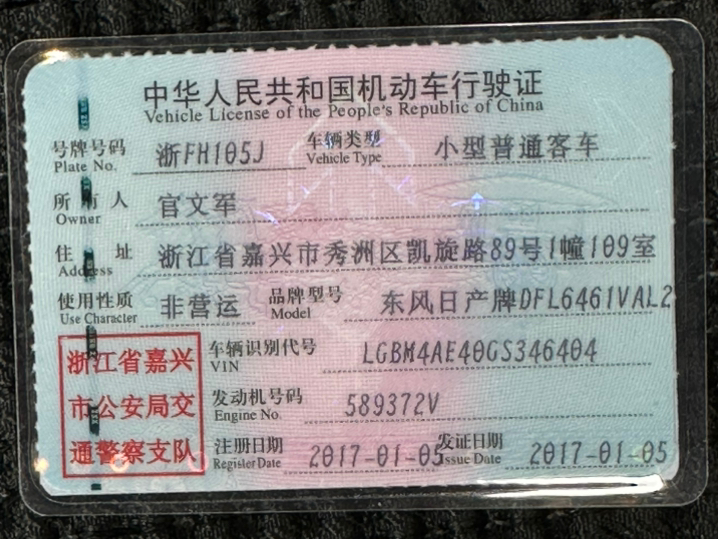 中华人民共和国机动车行驶证
Vehicle License of the People's Republic of China
号牌号码 浙FH105J 车辆类型 小型普通客车
Plate No. Vehicle Type
所有人 官文军
Owner
住址 浙江省嘉兴市秀洲区凯旋路89号1幢109室
Address
使用性质 非营运 品牌型号 东风日产牌DFL6461VAL2
Use Character Model
浙江省嘉兴 车辆识别代号 LGBM4AE40GS346404
VIN
市公安局交 发动机号码 589372V
Engine No.
通警察支队 注册日期 2017-01-05 发证日期 2017-01-05
Register Date Issue Date